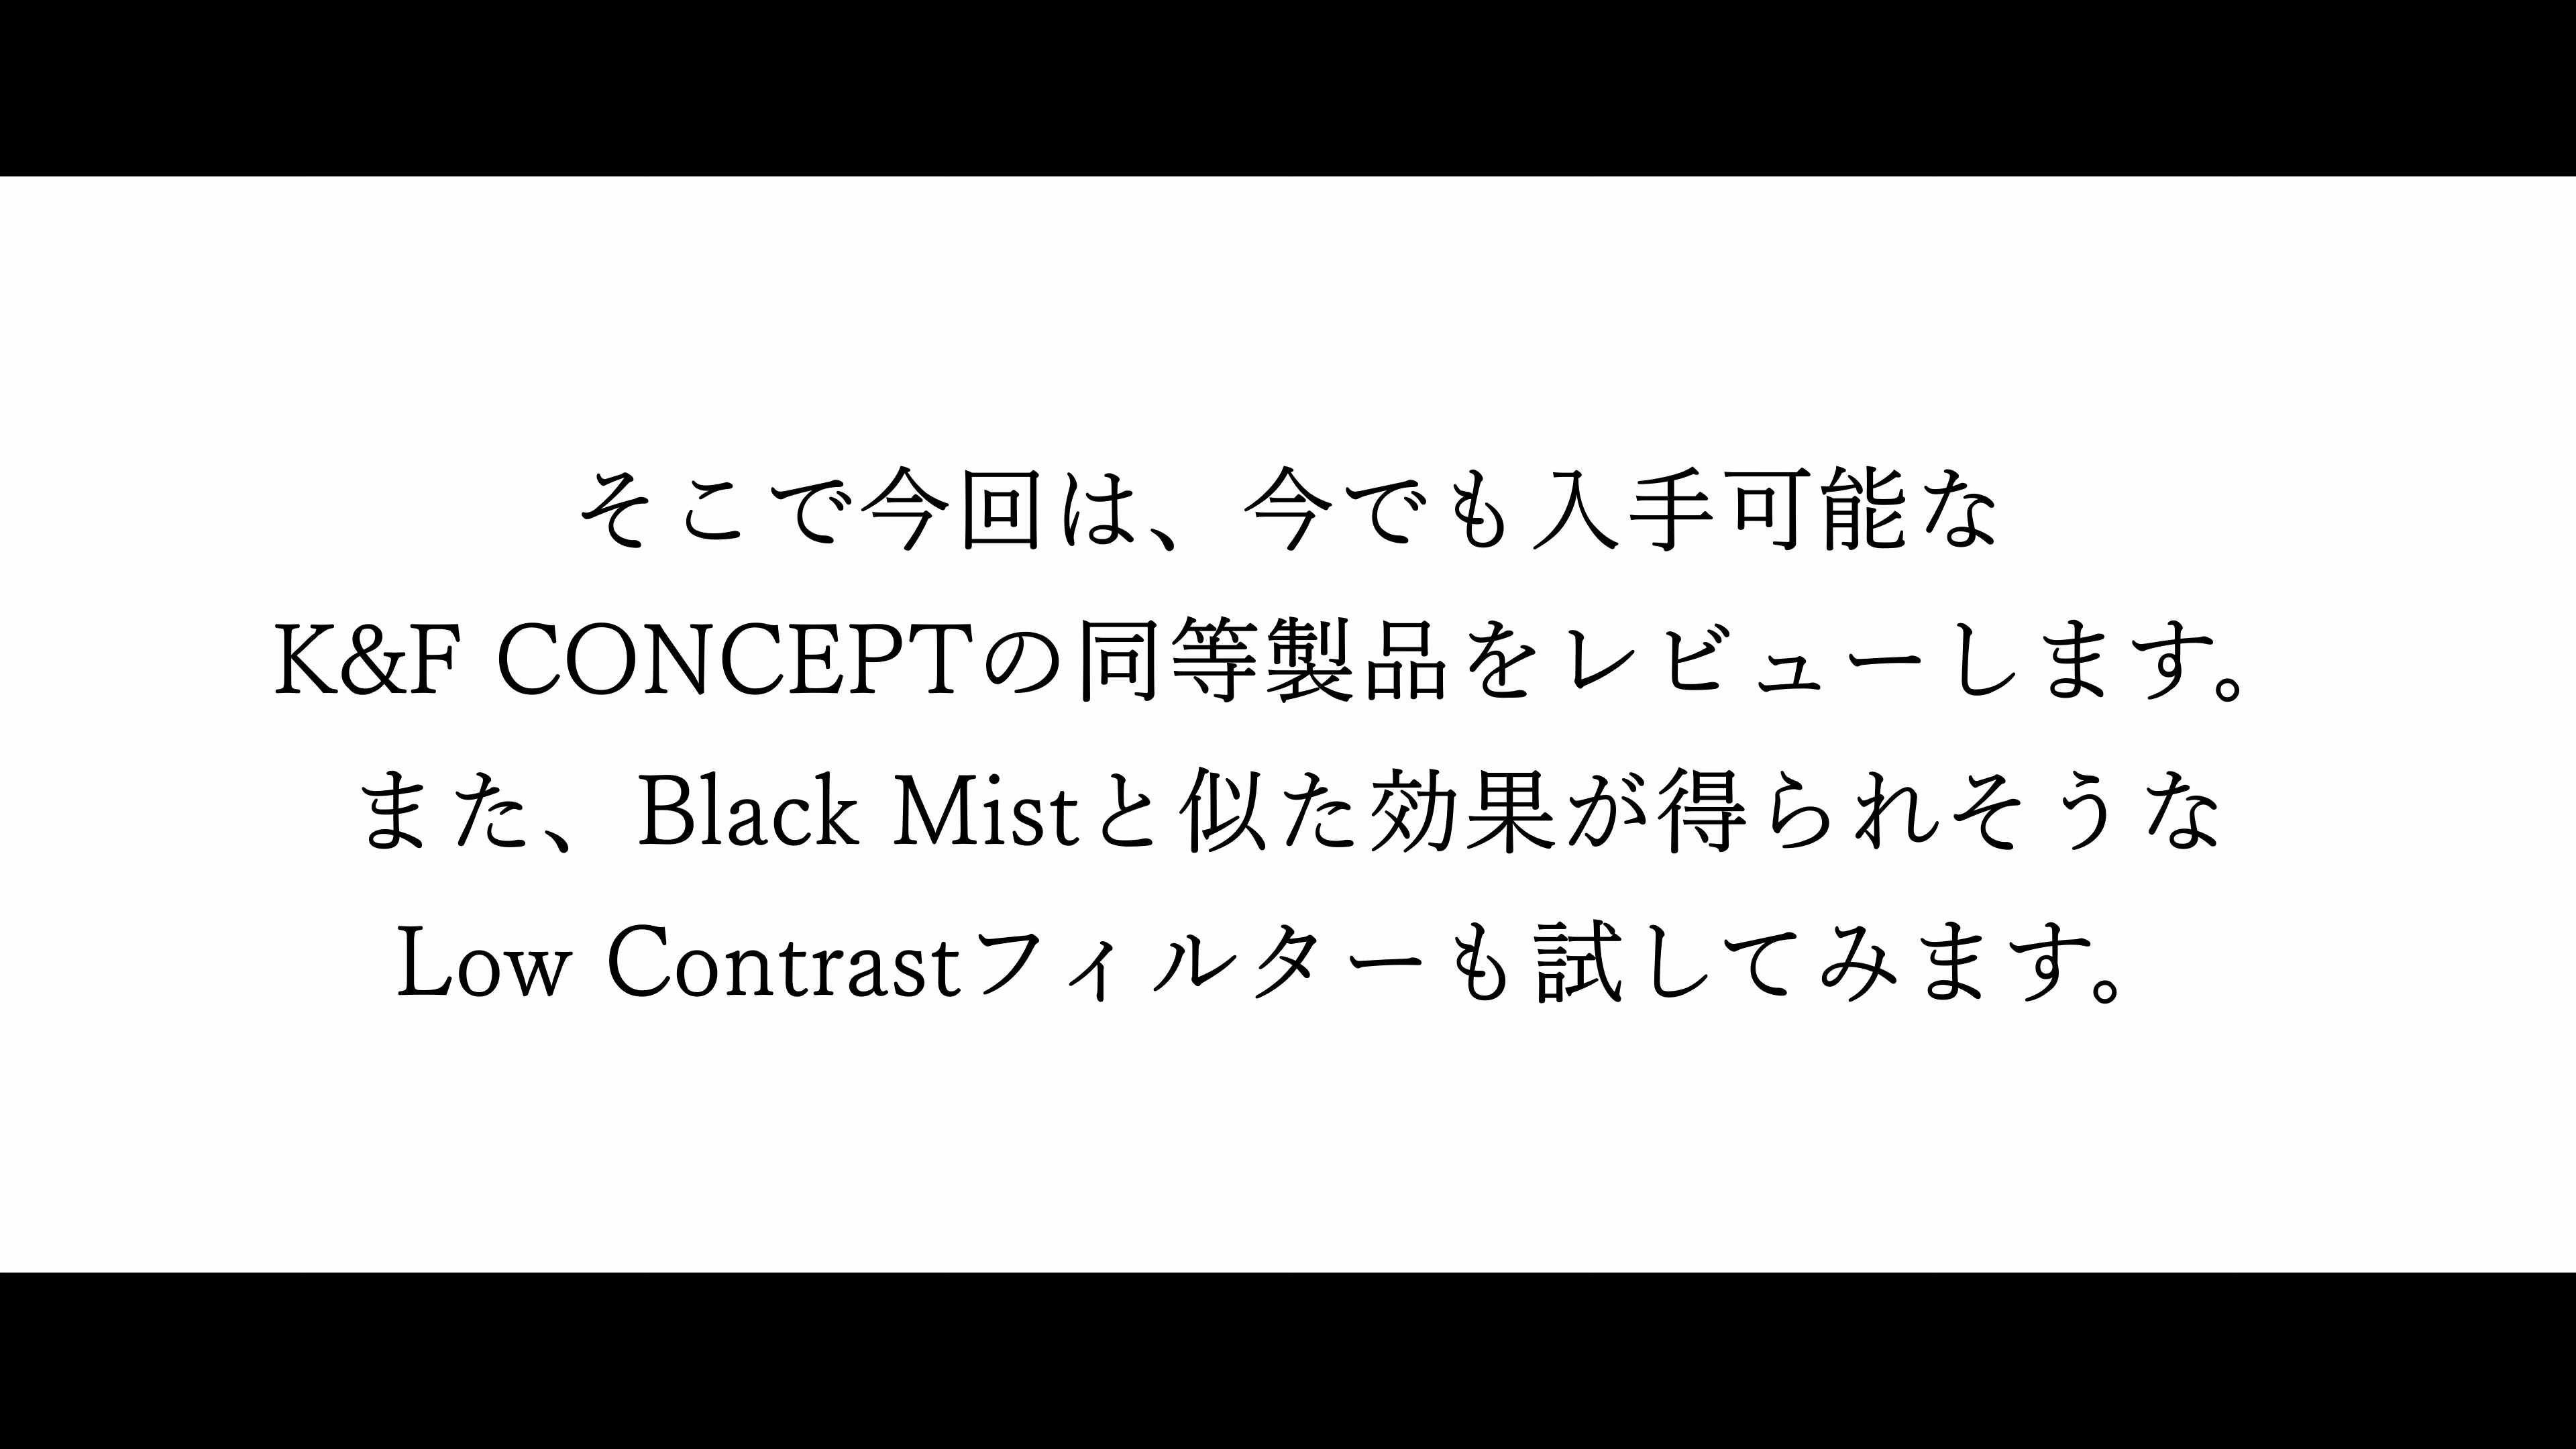 そこで今回は、今でも入手可能な
K&F CONCEPTの同等製品をレビューします。
また、Black Mistと似た効果が得られそうな
Low Contrastフィルターも試してみます。